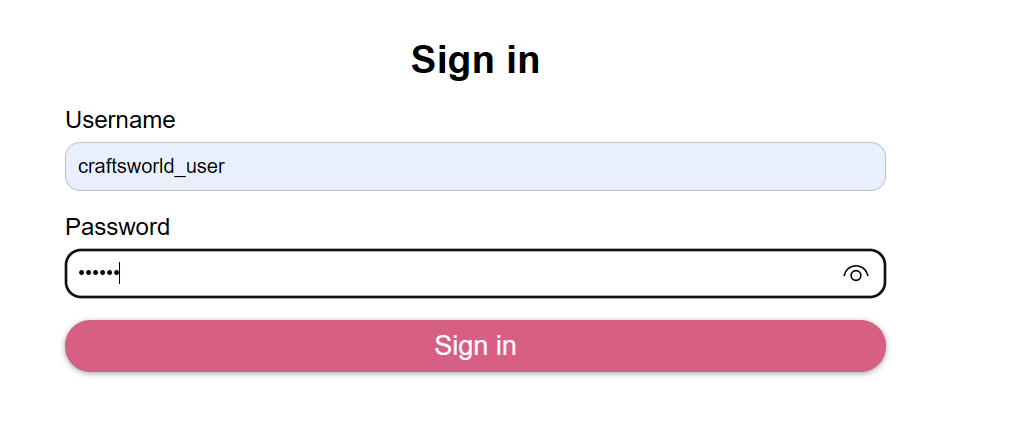 Sign in
Username
craftsworld_user
Password
••••••
Sign in